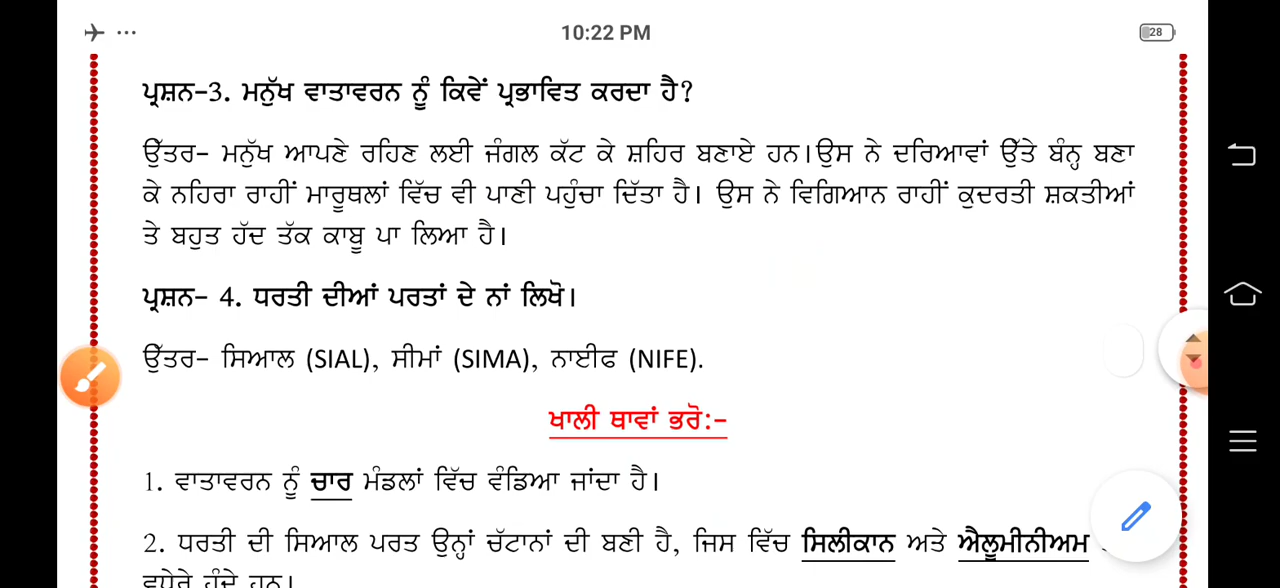 10:22 PM
28
ਪ੍ਰਸ਼ਨ-3. ਮਨੁੱਖ ਵਾਤਾਵਰਨ ਨੂੰ ਕਿਵੇਂ ਪ੍ਰਭਾਵਿਤ ਕਰਦਾ ਹੈ?
ਉੱਤਰ- ਮਨੁੱਖ ਆਪਣੇ ਰਹਿਣ ਲਈ ਜੰਗਲ ਕੱਟ ਕੇ ਸ਼ਹਿਰ ਬਣਾਏ ਹਨ।ਉਸ ਨੇ ਦਰਿਆਵਾਂ ਉੱਤੇ ਬੰਨ੍ਹ ਬਣਾ
ਕੇ ਨਹਿਰਾ ਰਾਹੀਂ ਮਾਰੂਥਲਾਂ ਵਿੱਚ ਵੀ ਪਾਣੀ ਪਹੁੰਚਾ ਦਿੱਤਾ ਹੈ। ਉਸ ਨੇ ਵਿਗਿਆਨ ਰਾਹੀਂ ਕੁਦਰਤੀ ਸ਼ਕਤੀਆਂ
ਤੇ ਬਹੁਤ ਹੱਦ ਤੱਕ ਕਾਬੂ ਪਾ ਲਿਆ ਹੈ।
ਪ੍ਰਸ਼ਨ- 4. ਧਰਤੀ ਦੀਆਂ ਪਰਤਾਂ ਦੇ ਨਾਂ ਲਿਖੋ।
ਉੱਤਰ- ਸਿਆਲ (SIAL), ਸੀਮਾਂ (SIMA), ਨਾਈਫ (NIFE).
ਖਾਲੀ ਥਾਵਾਂ ਭਰੋ:-
1. ਵਾਤਾਵਰਨ ਨੂੰ ਚਾਰ ਮੰਡਲਾਂ ਵਿੱਚ ਵੰਡਿਆ ਜਾਂਦਾ ਹੈ।
2. ਧਰਤੀ ਦੀ ਸਿਆਲ ਪਰਤ ਉਨ੍ਹਾਂ ਚੱਟਾਨਾਂ ਦੀ ਬਣੀ ਹੈ, ਜਿਸ ਵਿੱਚ ਸਿਲੀਕਾਨ ਅਤੇ ਐਲੂਮੀਨੀਅਮ
ਵਧੇਰੇ ਹੁੰਦੇ ਹਨ।